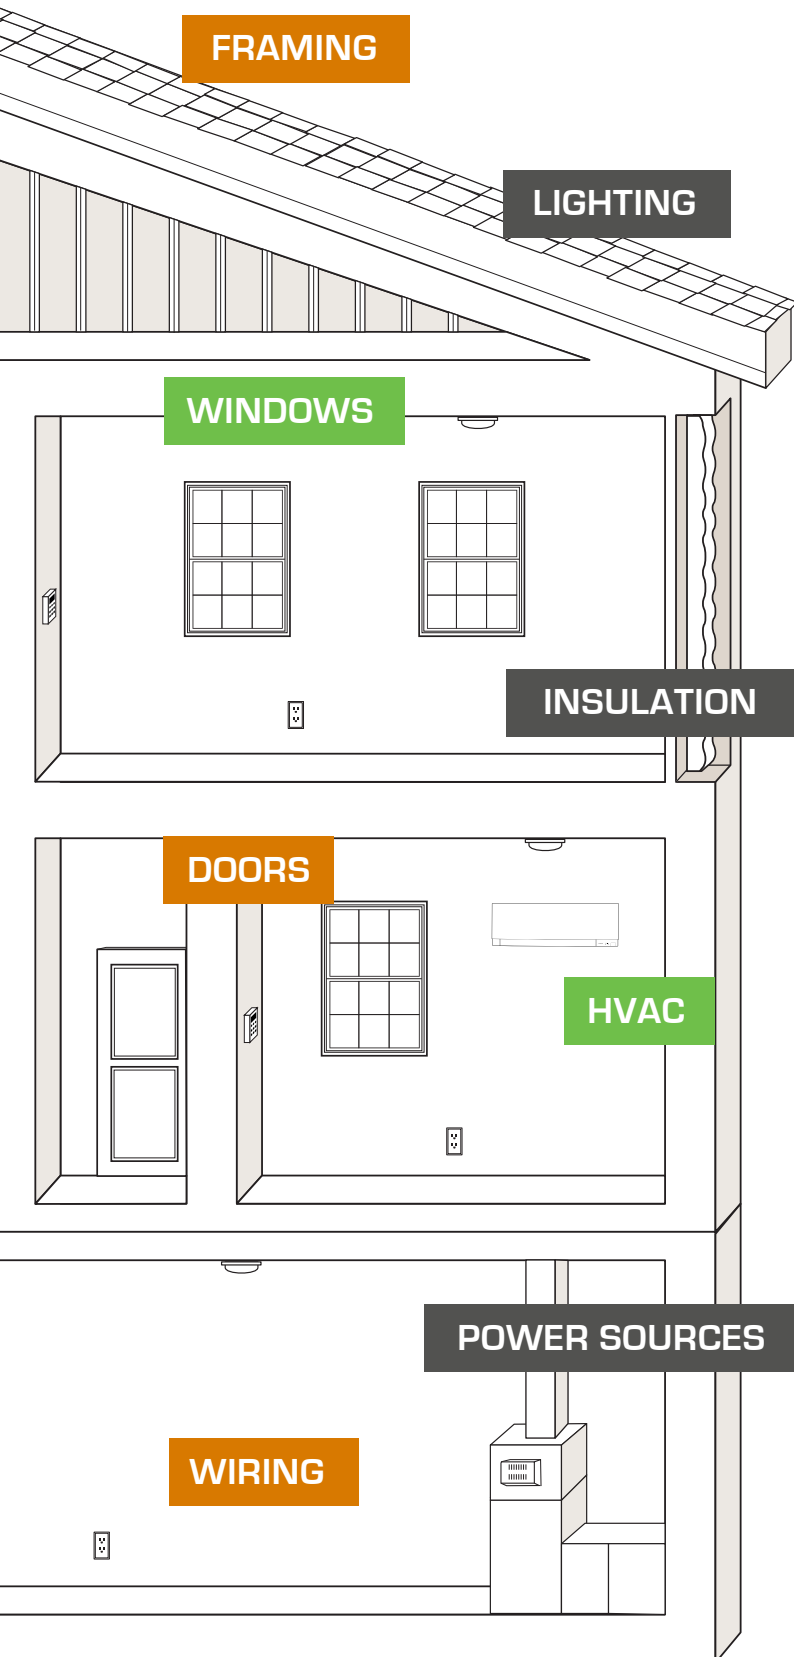 FRAMING
LIGHTING
WINDOWS
INSULATION
DOORS
HVAC
POWER SOURCES
WIRING